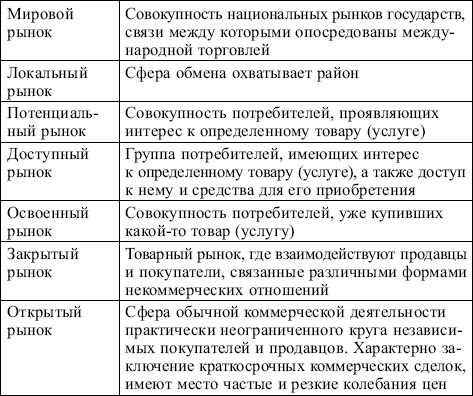 Мировой рынок
Совокупность национальных рынков государств,
связи между которыми опосредованы между-
народной торговлей
Локальный рынок
Сфера обмена охватывает район
Потенциаль-
ный рынок
Совокупность потребителей, проявляющих
интерес к определенному товару (услуге)
Доступный
рынок
Группа потребителей, имеющих интерес
к определенному товару (услуге), а также доступ
к нему и средства для его приобретения
Освоенный
рынок
Совокупность потребителей, уже купивших
какой-то товар (услугу)
Закрытый
рынок
Товарный рынок, где взаимодействуют продавцы
и покупатели, связанные различными формами
некоммерческих отношений
Открытый
рынок
Сфера обычной коммерческой деятельности
практически неограниченного круга независи-
мых покупателей и продавцов. Характерно за-
ключение краткосрочных коммерческих сделок,
имеют место частые и резкие колебания цен